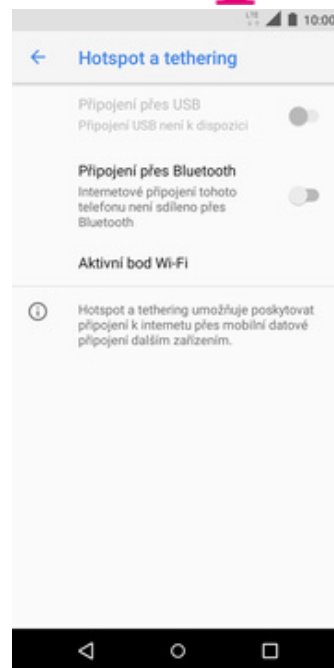 LTE 10:00
Hotspot a tethering
Připojení přes USB
Připojení USB není k dispozici
Připojení přes Bluetooth
Internetové připojení tohoto
telefonu není sdíleno přes
Bluetooth
Aktivní bod Wi-Fi
Hotspot a tethering umožňuje poskytovat
připojení k internetu přes mobilní datové
připojení dalším zařízením.